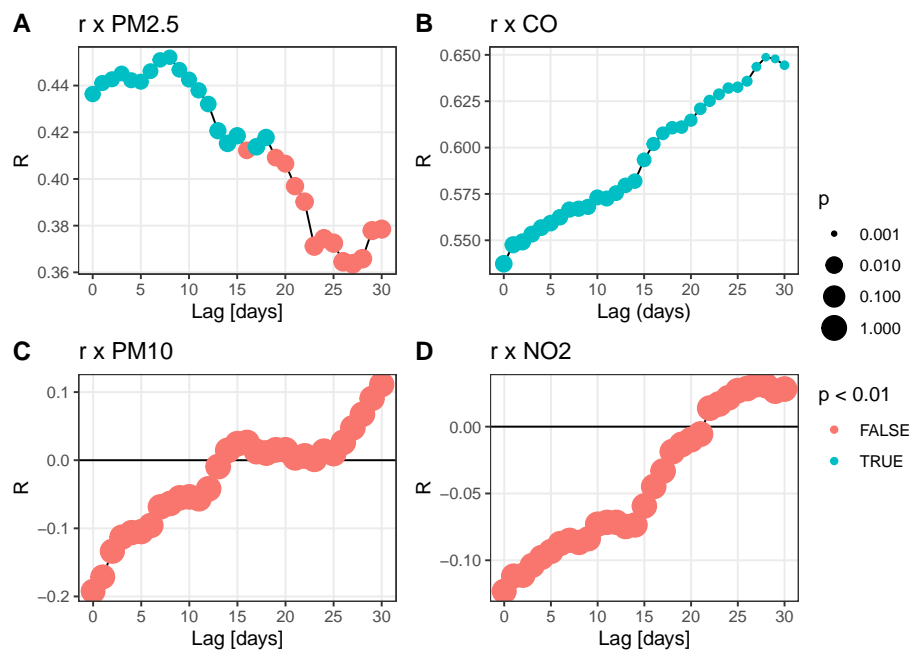 A r x PM2.5
0.44
0.42
0.40
0.38
0.36
R
0 5 10 15 20 25 30
Lag [days]
B r x CO
0.650
0.625
0.600
0.575
0.550
R
0 5 10 15 20 25 30
Lag (days)
C r x PM10
0.1
0.0
−0.1
−0.2
R
0 5 10 15 20 25 30
Lag [days]
D r x NO2
0.00
−0.05
−0.10
R
0 5 10 15 20 25 30
Lag [days]
p
0.001
0.010
0.100
1.000
p < 0.01
FALSE
TRUE